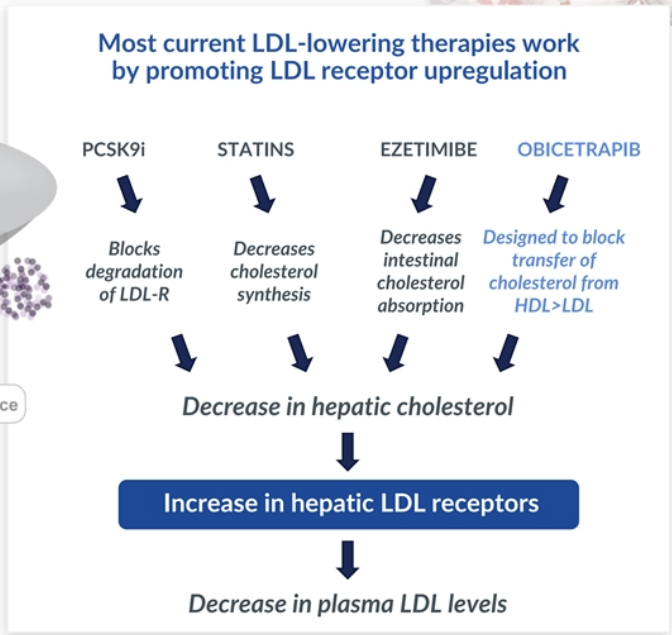 Most current LDL-lowering therapies work
by promoting LDL receptor upregulation
PCSK9i
STATINS
EZETIMIBE
OBICETRAPIB
Blocks
degradation
of LDL-R
Decreases
cholesterol
synthesis
Decreases
intestinal
cholesterol
absorption
Designed to block
transfer of
cholesterol from
HDL>LDL
ce
Decrease in hepatic cholesterol
Increase in hepatic LDL receptors
Decrease in plasma LDL levels